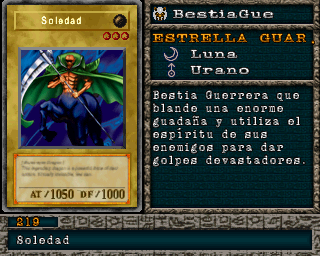 Soledad
AT/1050 DF/1000
BestiaGue
ESTRELLA GUAR.
Luna
Urano
Bestia Guerrera que
blande una enorme
guadaña y utiliza el
espíritu de sus
enemigos para dar
golpes devastadores.
219
Soledad